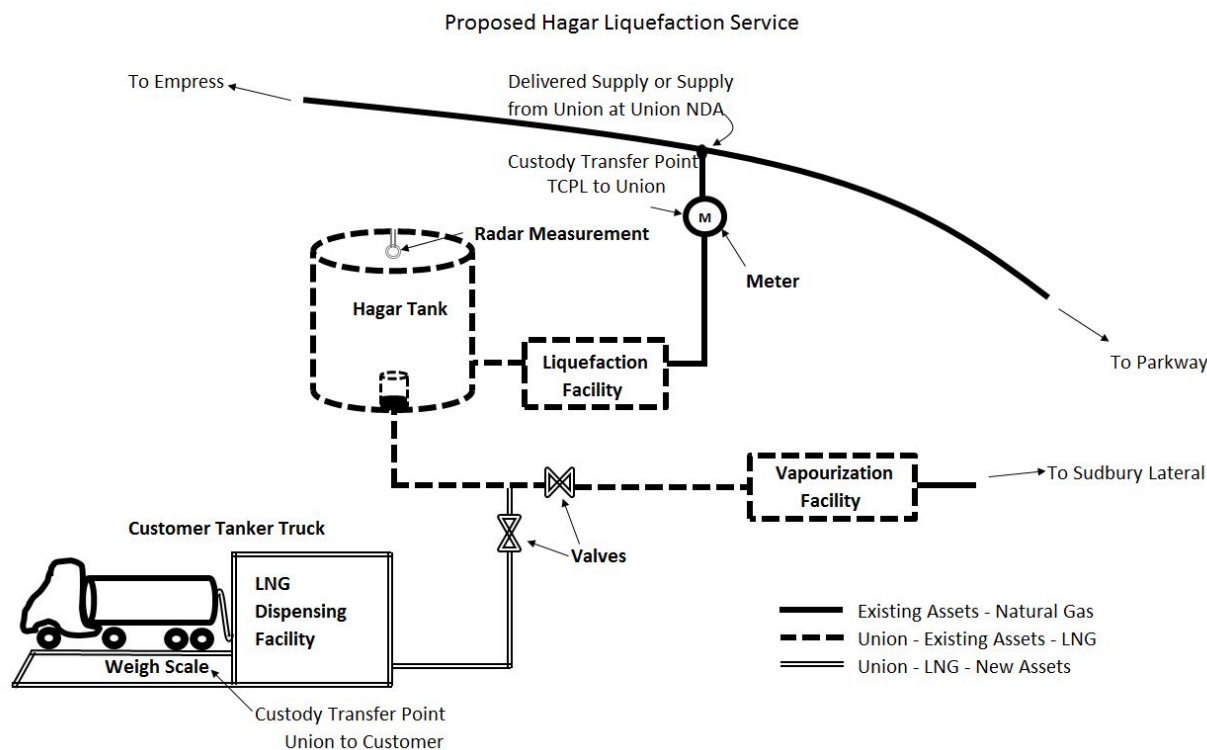 Proposed Hagar Liquefaction Service
To Empress
Delivered Supply or Supply
from Union at Union NDA
Custody Transfer Point
TCPL to Union
M
Radar Measurement
Meter
Hagar Tank
Liquefaction
Facility
To Parkway
Vapourization
Facility
To Sudbury Lateral
Customer Tanker Truck
Valves
LNG
Dispensing
Facility
Weigh Scale
Existing Assets - Natural Gas
Union - Existing Assets - LNG
Union - LNG - New Assets
Custody Transfer Point
Union to Customer